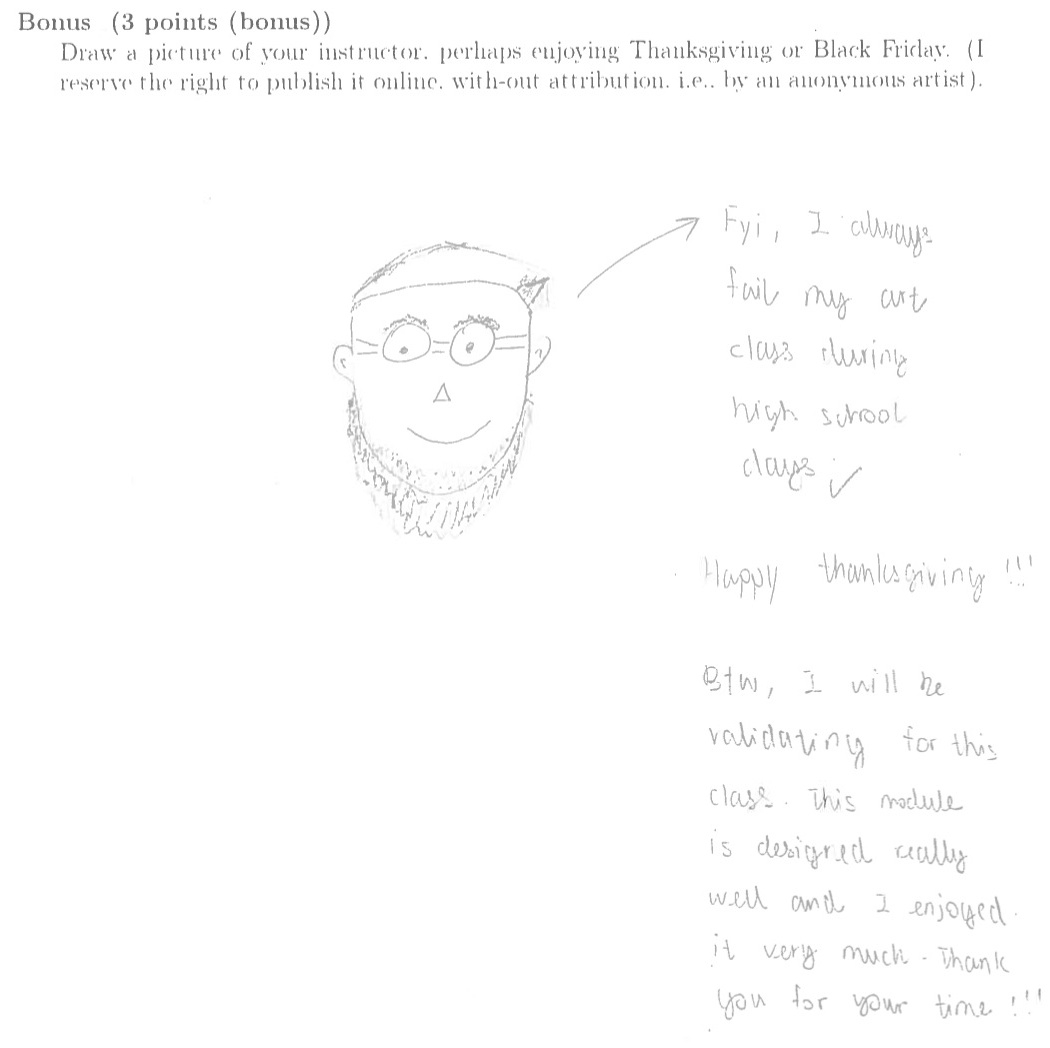 Bonus (3 points (bonus))
Draw a picture of your instructor, perhaps enjoying Thanksgiving or Black Friday. (I
reserve the right to publish it online, with-out attribution, i.e., by an anonymous artist).
Fyi, I always
fail my art
class during
high school
days
Happy thanksgiving !!!
Btw, I will be
validating for this
class. This module
is designed really
well and I enjoyed
it very much. Thank
you for your time !!!